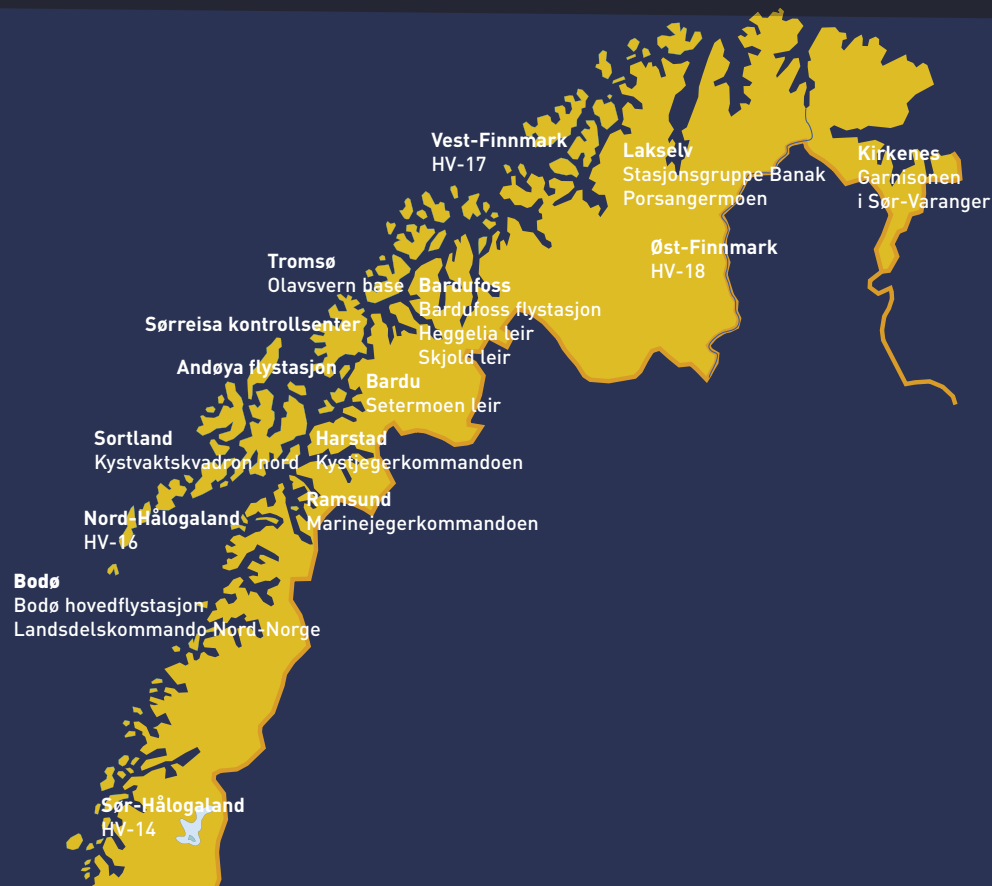 Vest-Finnmark
HV-17
Lakselv
Stasjonsgruppe Banak
Porsangermoen
Kirkenes
Garnisonen
i Sør-Varanger
Øst-Finnmark
HV-18
Tromsø
Olavsvern base
Bardufoss
Bardufoss flystasjon
Heggelia leir
Skjold leir
Sørreisa kontrollsenter
Andøya flystasjon
Bardu
Setermoen leir
Sortland
Kystvaktskvadron nord
Harstad
Kystjegerkommandoen
Ramsund
Marinejegerkommandoen
Nord-Hålogaland
HV-16
Bodø
Bodø hovedflystasjon
Landsdelskommando Nord-Norge
Sør-Hålogaland
HV-14